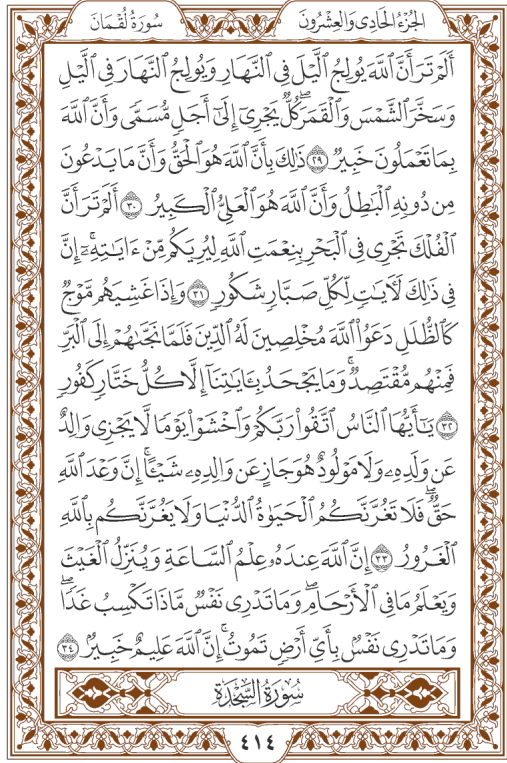 الجُزْءُ الحَادِي وَالعِشْرُونَ
سُورَةُ لُقْمَانَ
أَلَمْ تَرَ أَنَّ ٱللَّهَ يُولِجُ ٱلَّيْلَ فِى ٱلنَّهَارِ وَيُولِجُ ٱلنَّهَارَ فِى ٱلَّيْلِ
وَسَخَّرَ ٱلشَّمْسَ وَٱلْقَمَرَۖ كُلٌّ يَجْرِىٓ إِلَىٰٓ أَجَلٍ مُّسَمًّى وَأَنَّ ٱللَّهَ
بِمَا تَعْمَلُونَ خَبِيرٌ ٢٩ ذَٰلِكَ بِأَنَّ ٱللَّهَ هُوَ ٱلْحَقُّ وَأَنَّ مَا يَدْعُونَ
مِن دُونِهِ ٱلْبَٰطِلُ وَأَنَّ ٱللَّهَ هُوَ ٱلْعَلِىُّ ٱلْكَبِيرُ ٣٠ أَلَمْ تَرَ أَنَّ
ٱلْفُلْكَ تَجْرِى فِى ٱلْبَحْرِ بِنِعْمَتِ ٱللَّهِ لِيُرِيَكُم مِّنْ ءَايَٰتِهِۦٓۚ إِنَّ
فِى ذَٰلِكَ لَءَايَٰتٍ لِّكُلِّ صَبَّارٍ شَكُورٍ ٣١ وَإِذَا غَشِيَهُم مَّوْجٌ
كَٱلظُّلَلِ دَعَوُا۟ ٱللَّهَ مُخْلِصِينَ لَهُ ٱلدِّينَ فَلَمَّا نَجَّىٰهُمْ إِلَى ٱلْبَرِّ
فَمِنْهُم مُّقْتَصِدٌۚ وَمَا يَجْحَدُ بِـَٔايَٰتِنَآ إِلَّا كُلُّ خَتَّارٍ كَفُورٍ
٣٢ يَٰٓأَيُّهَا ٱلنَّاسُ ٱتَّقُوا۟ رَبَّكُمْ وَٱخْشَوْا۟ يَوْمًا لَّا يَجْزِى وَالِدٌ
عَن وَلَدِهِۦ وَلَا مَوْلُودٌ هُوَ جَازٍ عَن وَالِدِهِۦ شَيْـًٔاۚ إِنَّ وَعْدَ ٱللَّهِ
حَقٌّۖ فَلَا تَغُرَّنَّكُمُ ٱلْحَيَوٰةُ ٱلدُّنْيَا وَلَا يَغُرَّنَّكُم بِٱللَّهِ
ٱلْغَرُورُ ٣٣ إِنَّ ٱللَّهَ عِندَهُۥ عِلْمُ ٱلسَّاعَةِ وَيُنَزِّلُ ٱلْغَيْثَ
وَيَعْلَمُ مَا فِى ٱلْأَرْحَامِۖ وَمَا تَدْرِى نَفْسٌ مَّاذَا تَكْسِبُ غَدًاۖ
وَمَا تَدْرِى نَفْسٌۢ بِأَىِّ أَرْضٍ تَمُوتُۚ إِنَّ ٱللَّهَ عَلِيمٌ خَبِيرٌۢ ٣٤
سُورَةُ السَّجْدَةِ
٤١٤